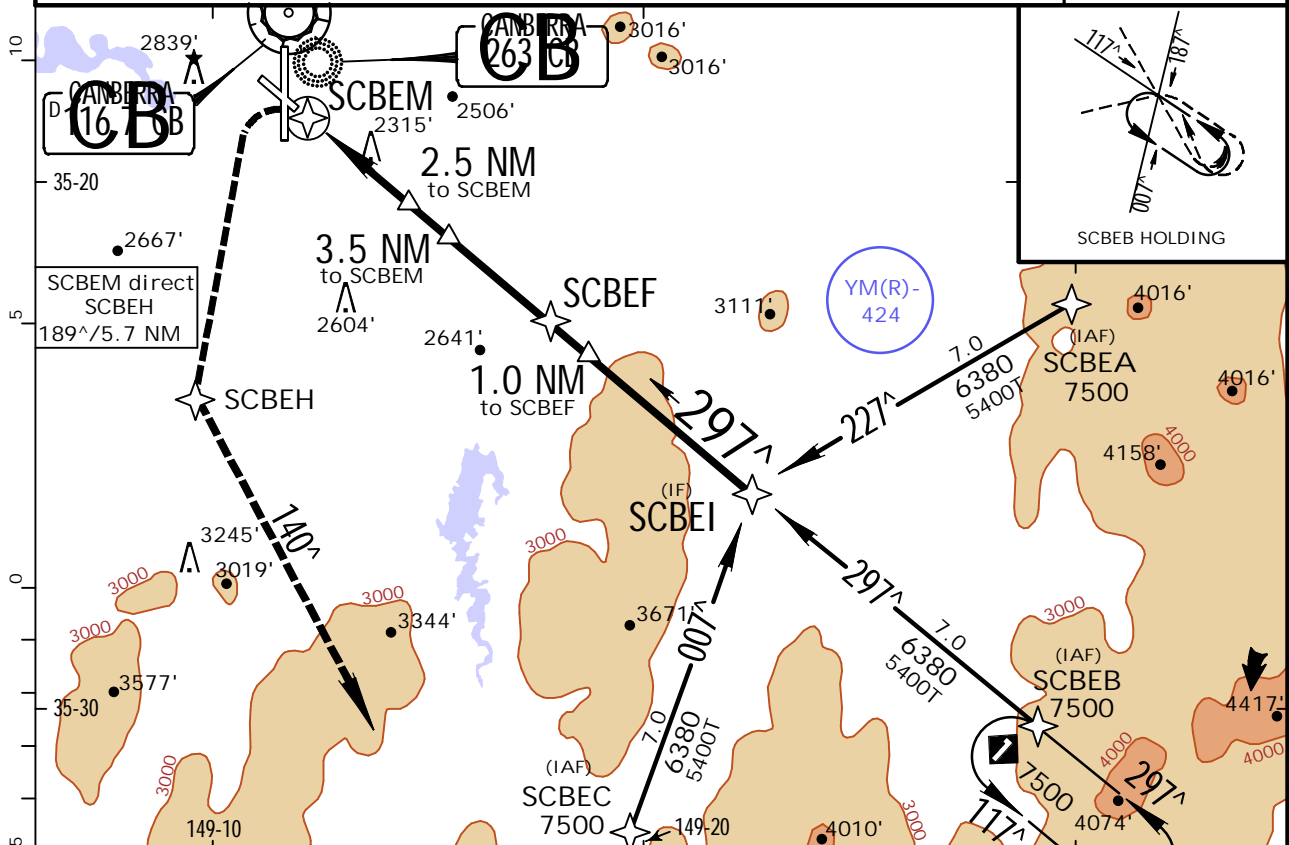 10
2839'
CANBERRA
D 116.7 CB
CB
CANBERRA
263 CB
CB
3016'
3016'
SCBEM
2506'
2315'
2.5 NM
to SCBEM
35-20
117^
187^
007^
SCBEB HOLDING
2667'
SCBEM direct
SCBEH
189^/5.7 NM
3.5 NM
to SCBEM
2604'
SCBEF
2641'
1.0 NM
to SCBEF
5
3111'
YM(R)-
424
4016'
(IAF)
SCBEA
7500
4016'
7.0
6380
5400T
227^
4000
4158'
SCBEH
297^
(IF)
SCBEI
140^
3245'
3019'
3000
3000
3000
3344'
3577'
0
35-30
3000
3671'
007^
7.0
6380
5400T
297^
7.0
6380
5400T
3000
(IAF)
SCBEB
7500
4417'
4000
4000
297^
1
7500
117^
4074'
3000
149-10
(IAF)
SCBEC
7500
149-20
4010'
3000
5